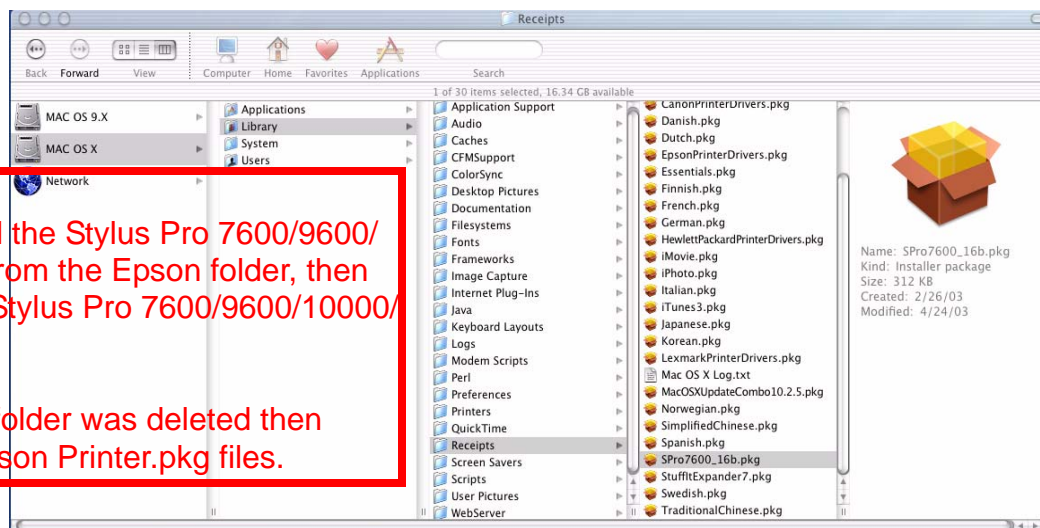 Receipts
Back Forward View Computer Home Favorites Applications Search
1 of 30 items selected, 16.34 GB available
MAC OS 9.X
MAC OS X
Network
Applications
Library
System
Users
the Stylus Pro 7600/9600/
rom the Epson folder, then
Stylus Pro 7600/9600/10000/
older was deleted then
son Printer.pkg files.
Application Support
Audio
Caches
CFMSupport
ColorSync
Desktop Pictures
Documentation
Filesystems
Fonts
Frameworks
Image Capture
Internet Plug-Ins
Java
Keyboard Layouts
Logs
Modem Scripts
Perl
Preferences
Printers
QuickTime
Receipts
Screen Savers
Scripts
User Pictures
WebServer
CanonPrinterDrivers.pkg
Danish.pkg
Dutch.pkg
EpsonPrinterDrivers.pkg
Essentials.pkg
Finnish.pkg
French.pkg
German.pkg
HewlettPackardPrinterDrivers.pkg
iMovie.pkg
iPhoto.pkg
Italian.pkg
iTunes3.pkg
Japanese.pkg
Korean.pkg
LexmarkPrinterDrivers.pkg
Mac OS X Log.txt
MacOSXUpdateCombo10.2.5.pkg
Norwegian.pkg
SimplifiedChinese.pkg
Spanish.pkg
SPro7600_16b.pkg
StuffItExpander7.pkg
Swedish.pkg
TraditionalChinese.pkg
Name: SPro7600_16b.pkg
Kind: Installer package
Size: 312 KB
Created: 2/26/03
Modified: 4/24/03